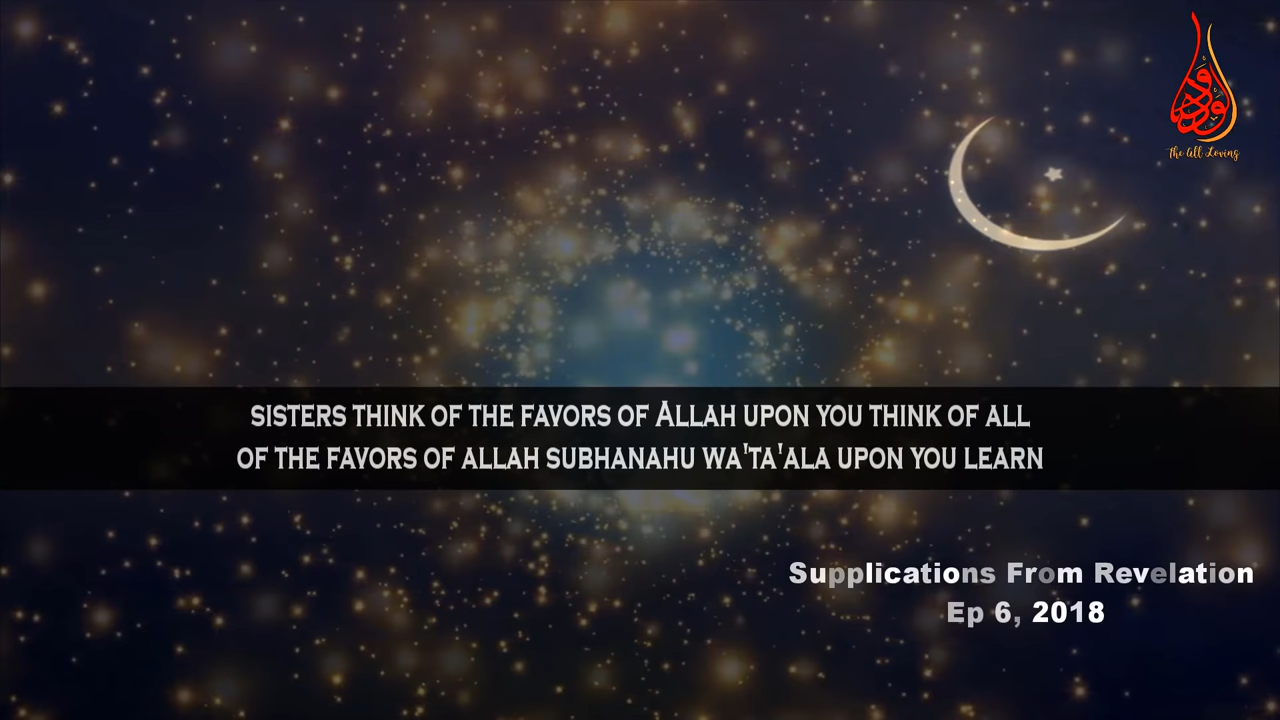 الودود
The All Loving
SISTERS THINK OF THE FAVORS OF ALLAH UPON YOU THINK OF ALL
OF THE FAVORS OF ALLAH SUBHANAHU WA'TA'ALA UPON YOU LEARN
Supplications From Revelation
Ep 6, 2018